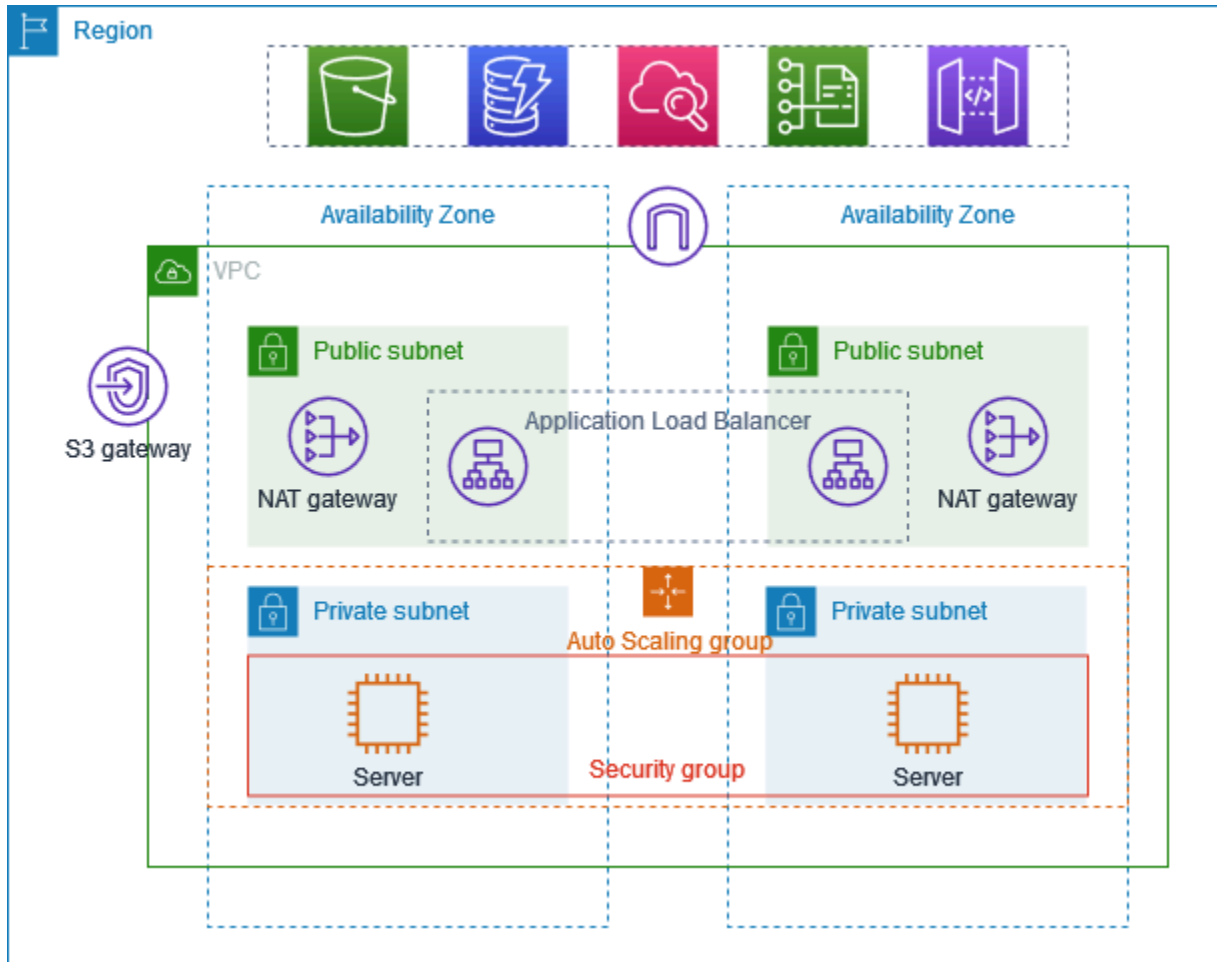 Region
</>
Availability Zone
Availability Zone
VPC
Public subnet
Public subnet
S3 gateway
Application Load Balancer
NAT gateway
NAT gateway
Private subnet
Private subnet
Auto Scaling group
Security group
Server
Server